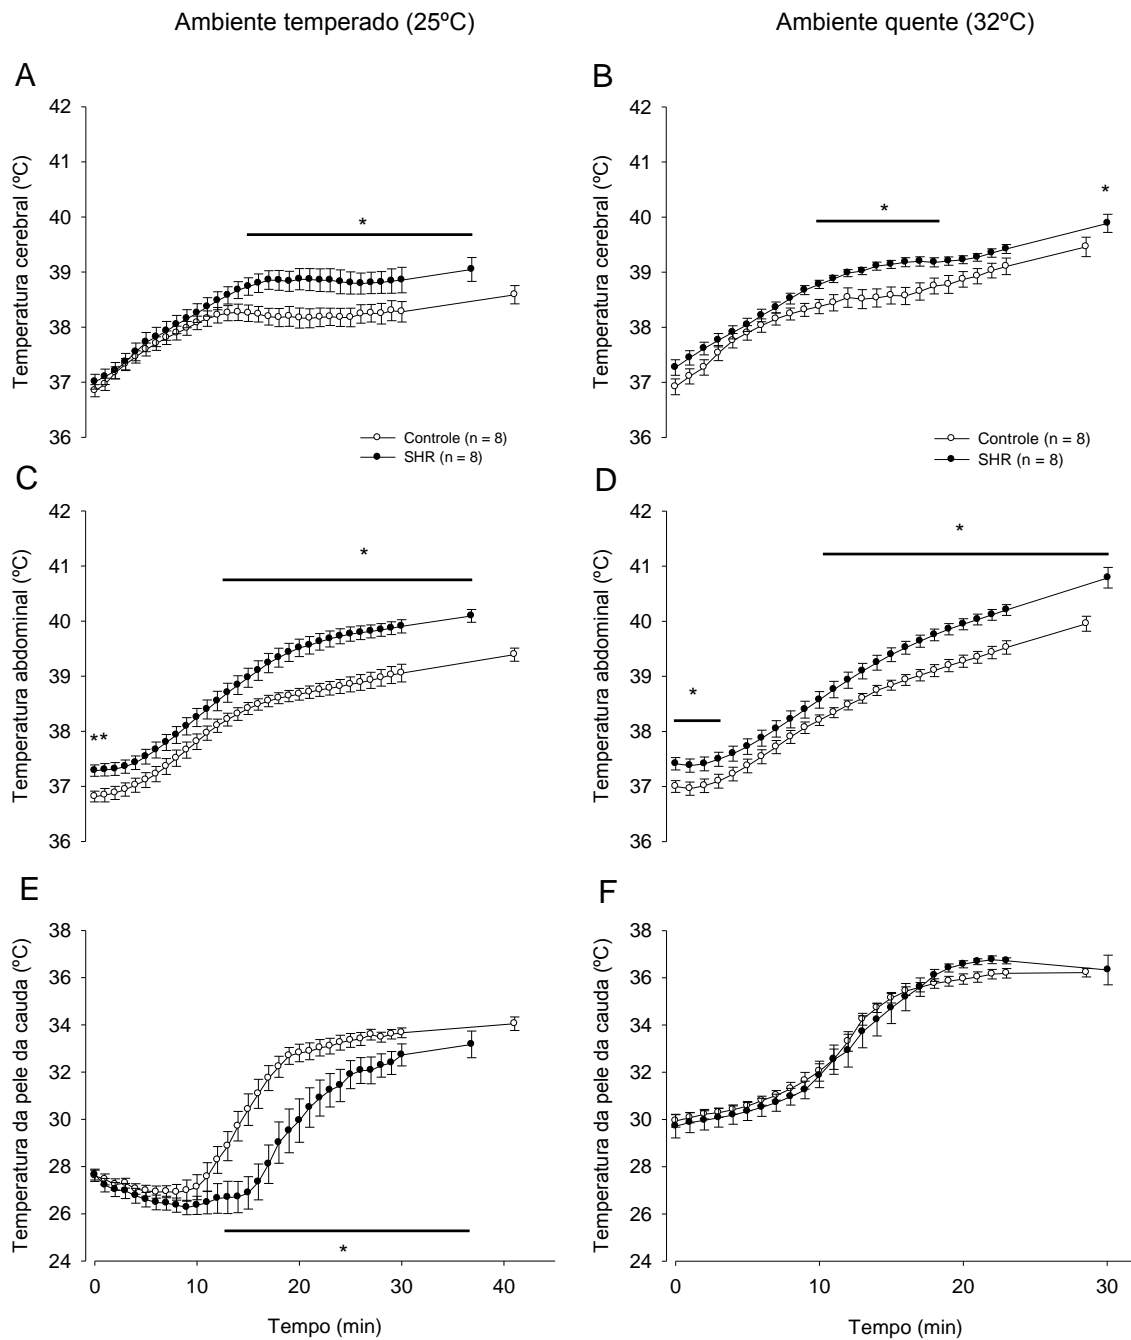 Ambiente temperado (25ºC)
Ambiente quente (32ºC)
A
Temperatura cerebral (ºC)
42
41
40
39
38
37
36
*
Controle (n = 8)
SHR (n = 8)
B
Temperatura cerebral (ºC)
42
41
40
39
38
37
36
*
*
Controle (n = 8)
SHR (n = 8)
C
Temperatura abdominal (ºC)
42
41
40
39
38
37
36
**
*
D
Temperatura abdominal (ºC)
42
41
40
39
38
37
36
*
*
E
Temperatura da pele da cauda (ºC)
38
36
34
32
30
28
26
24
*
0 10 20 30 40
Tempo (min)
F
Temperatura da pele da cauda (ºC)
38
36
34
32
30
28
26
24
0 10 20 30
Tempo (min)